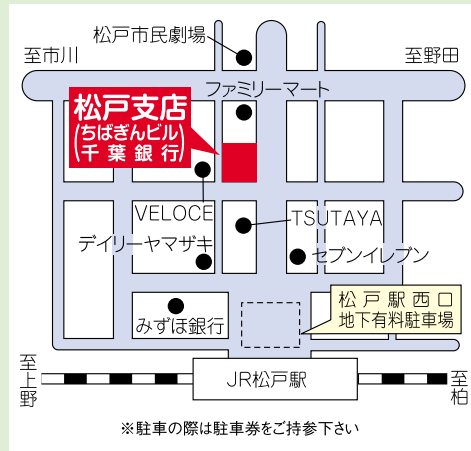 松戸市民劇場
至市川
至野田
ファミリーマート
松戸支店
(ちばぎんビル)
(千葉銀行)
VELOCE
TSUTAYA
デイリーヤマザキ
セブンイレブン
松戸駅西口
地下有料駐車場
みずほ銀行
至上野
JR松戸駅
至柏
※駐車の際は駐車券をご持参下さい